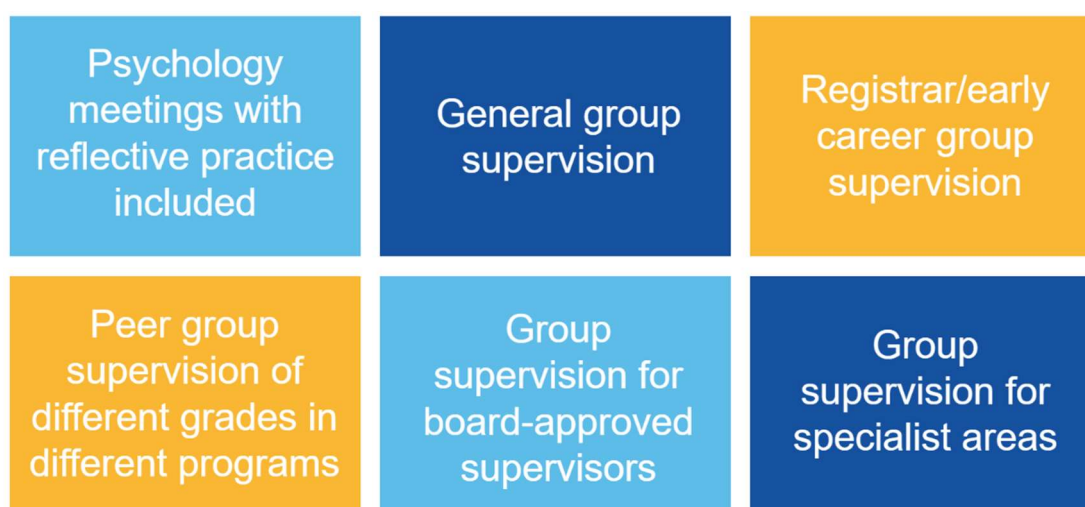 Psychology
meetings with
reflective practice
included
General group
supervision
Registrar/early
career group
supervision
Peer group
supervision of
different grades in
different programs
Group
supervision for
board-approved
supervisors
Group
supervision for
specialist areas